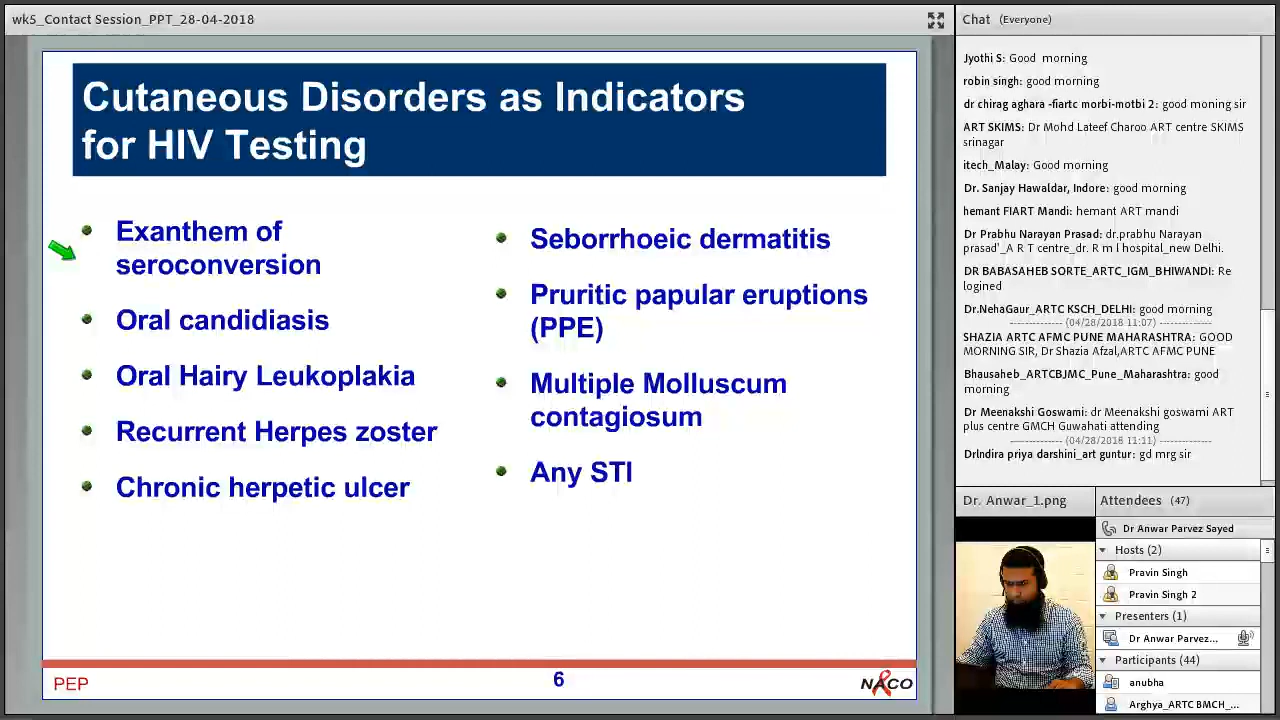 wk5_Contact Session_PPT_28-04-2018
Cutaneous Disorders as Indicators
for HIV Testing
Exanthem of
seroconversion
Oral candidiasis
Oral Hairy Leukoplakia
Recurrent Herpes zoster
Chronic herpetic ulcer
Seborrhoeic dermatitis
Pruritic papular eruptions
(PPE)
Multiple Molluscum
contagiosum
Any STI
PEP
6
NACO
Chat (Everyone)
Jyothi S: Good morning
robin singh: good morning
dr chirag aghara -fiartc morbi-motbi 2: good moning sir
ART SKIMS: Dr Mohd Lateef Charoo ART centre SKIMS
srinagar
itech_Malay: Good morning
Dr. Sanjay Hawaldar, Indore: good morning
hemant FIART Mandi: hemant ART mandi
Dr Prabhu Narayan Prasad: dr.prabhu Narayan
prasad'_A R T centre_dr. R m l hospital_new Delhi.
DR BABASAHEB SORTE_ARTC_IGM_BHIWANDI: Re
logined
Dr.NehaGaur_ARTC KSCH_DELHI: good morning
--------------- (04/28/2018 11:07) ---------------
SHAZIA ARTC AFMC PUNE MAHARASHTRA: GOOD
MORNING SIR, Dr Shazia Afzal,ARTC AFMC PUNE
Bhausaheb_ARTCBJMC_Pune_Maharashtra: good
morning
Dr Meenakshi Goswami: dr Meenakshi goswami ART
plus centre GMCH Guwahati attending
--------------- (04/28/2018 11:11) ---------------
DrIndira priya darshini_art guntur: gd mrg sir
Dr. Anwar_1.png
Attendees (47)
Dr Anwar Parvez Sayed
Hosts (2)
Pravin Singh
Pravin Singh 2
Presenters (1)
Dr Anwar Parvez...
Participants (44)
anubha
Arghya_ARTC BMCH_...